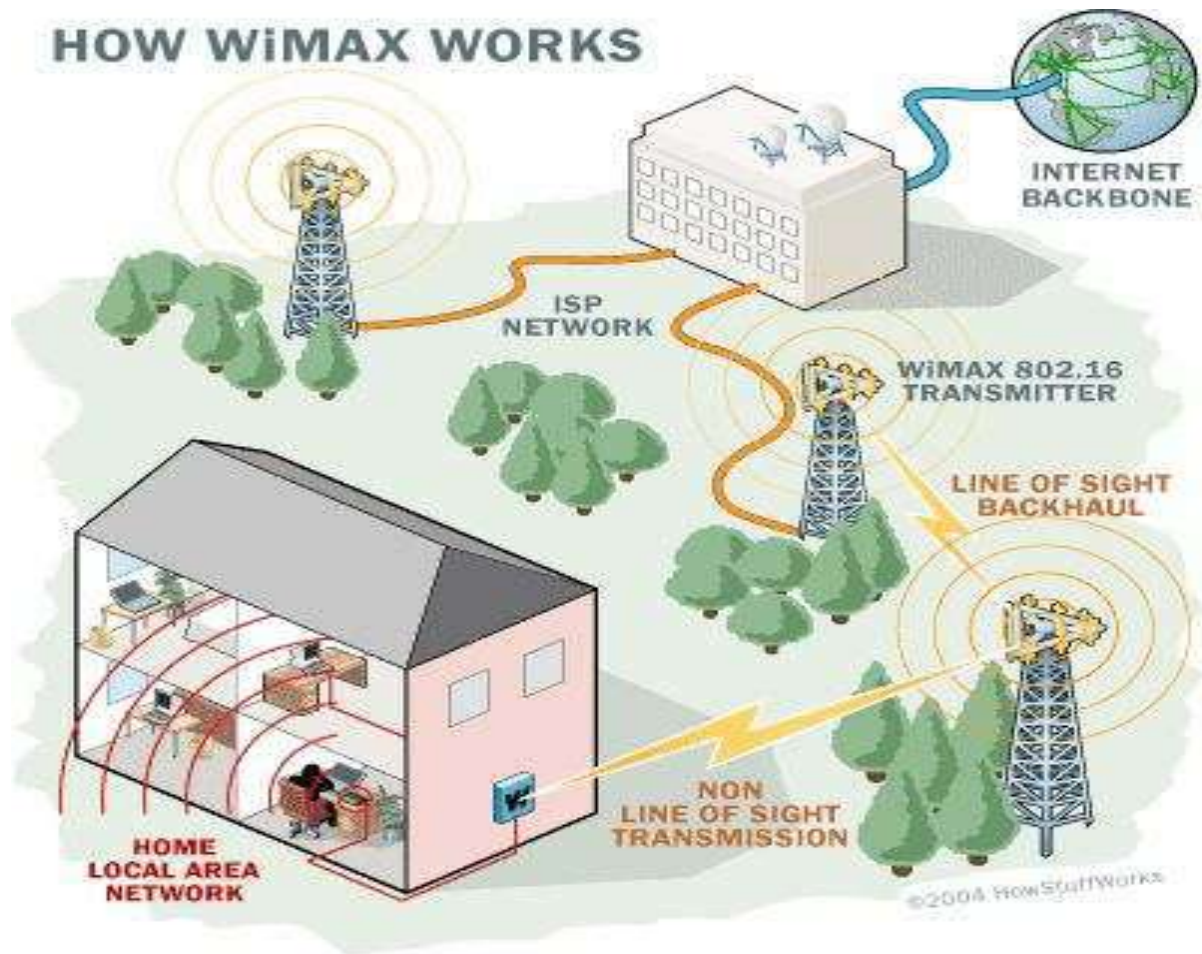 HOW WiMAX WORKS
INTERNET
BACKBONE
ISP
NETWORK
WiMAX 802.16
TRANSMITTER
LINE OF SIGHT
BACKHAUL
NON
LINE OF SIGHT
TRANSMISSION
HOME
LOCAL AREA
NETWORK
©2004 HowStuffWorks